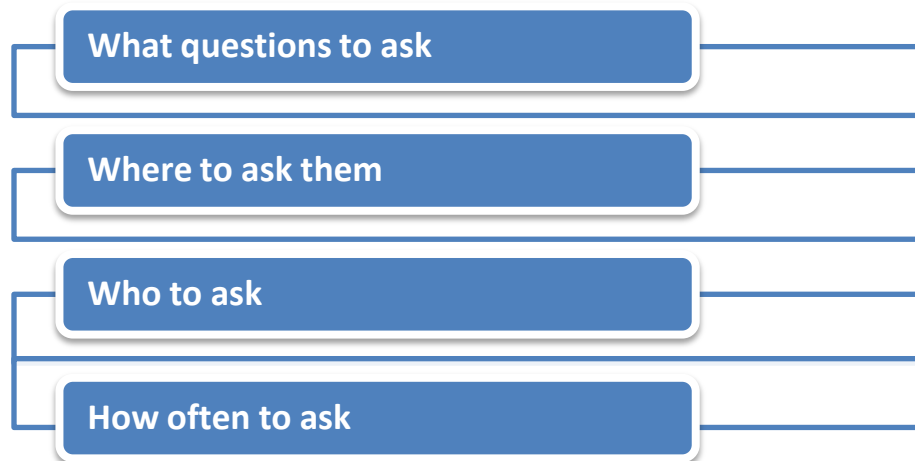 What questions to ask
Where to ask them
Who to ask
How often to ask